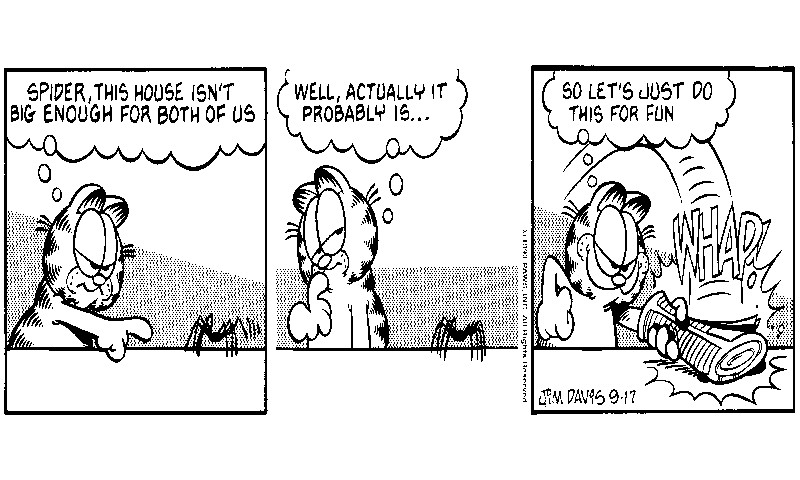 SPIDER, THIS HOUSE ISN'T
BIG ENOUGH FOR BOTH OF US
WELL, ACTUALLY IT
PROBABLY IS...
SO LET'S JUST DO
THIS FOR FUN
WHAP!
JIM DAVIS 9-17